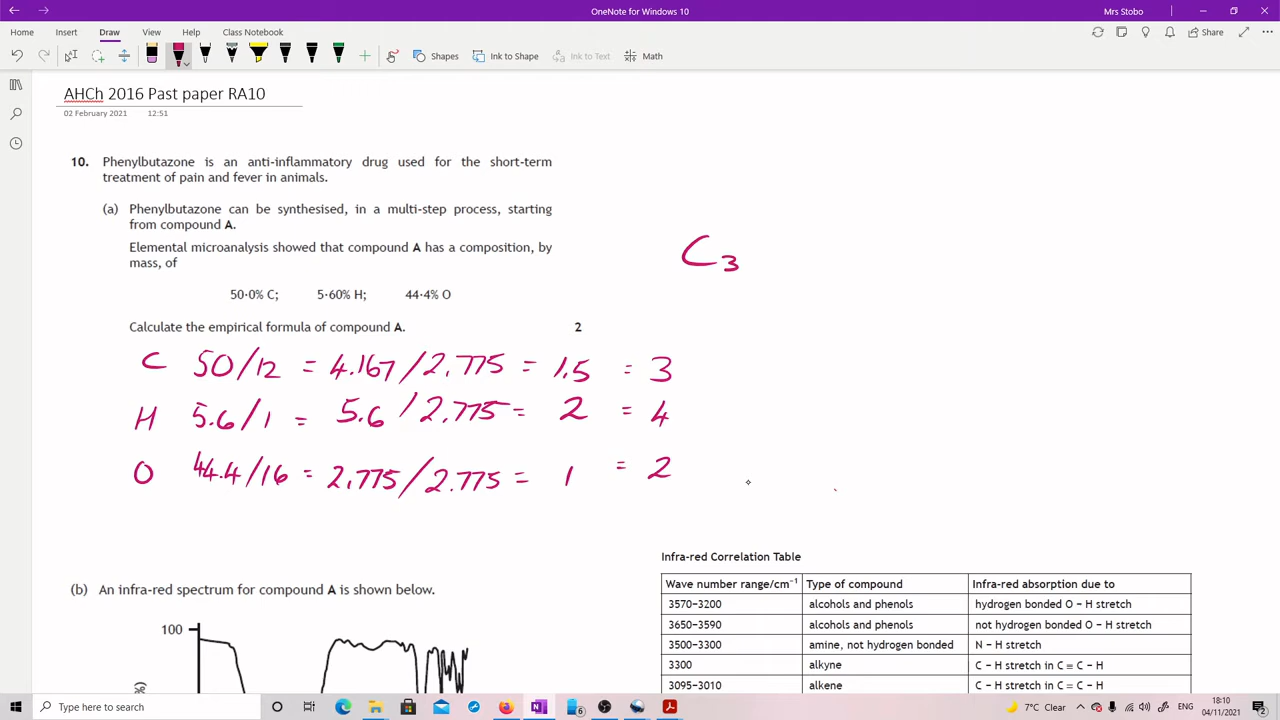 OneNote for Windows 10
Mrs Stobo
Home Insert Draw View Help Class Notebook
Share
Shapes Ink to Shape Ink to Text Math
AHCh 2016 Past paper RA10
02 February 2021 12:51
10. Phenylbutazone is an anti-inflammatory drug used for the short-term
treatment of pain and fever in animals.
(a) Phenylbutazone can be synthesised, in a multi-step process, starting
from compound A.
Elemental microanalysis showed that compound A has a composition, by
mass, of
50·0% C; 5·60% H; 44·4% O
Calculate the empirical formula of compound A. 2
C3
C 50/12 = 4.167/2.775 = 1.5 = 3
H 5.6/1 = 5.6/2.775 = 2 = 4
O 44.4/16 = 2.775/2.775 = 1 = 2
(b) An infra-red spectrum for compound A is shown below.
100
Infra-red Correlation Table
Wave number range/cm⁻¹ Type of compound Infra-red absorption due to
3570−3200 alcohols and phenols hydrogen bonded O − H stretch
3650−3590 alcohols and phenols not hydrogen bonded O − H stretch
3500−3300 amine, not hydrogen bonded N − H stretch
3300 alkyne C − H stretch in C ≡ C − H
3095−3010 alkene C − H stretch in C = C − H
Type here to search
7°C Clear
ENG
18:10
04/11/2021